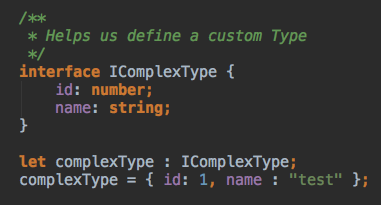 /**
 * Helps us define a custom Type
 */
interface IComplexType {
    id: number;
    name: string;
}

let complexType : IComplexType;
complexType = { id: 1, name : "test" };